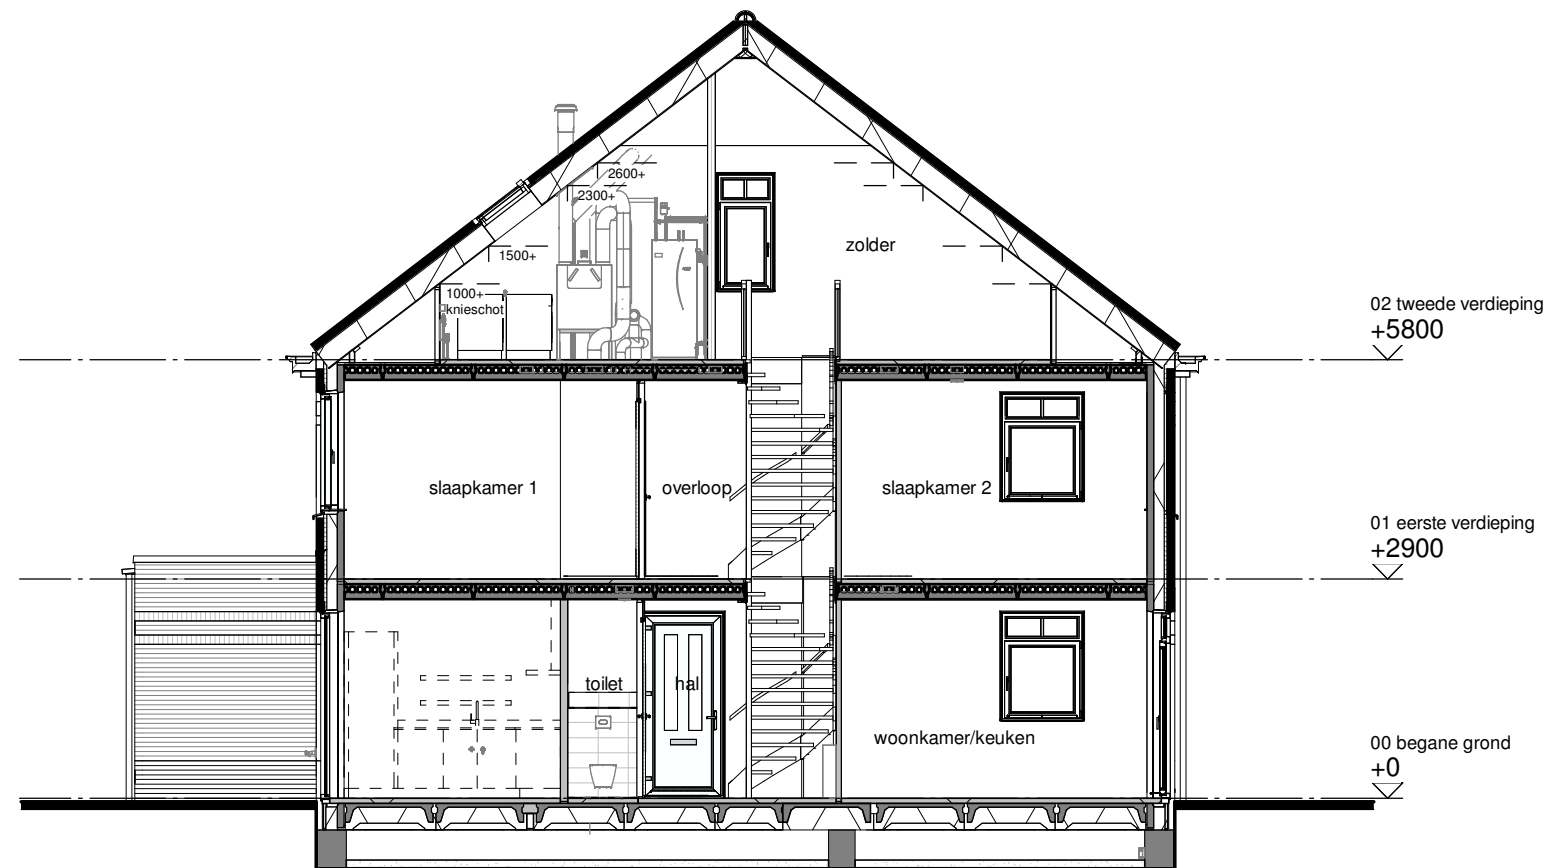 2600+
2300+
zolder
1500+
1000+
knieschot
02 tweede verdieping
+5800
slaapkamer 1
overloop
slaapkamer 2
01 eerste verdieping
+2900
toilet
hal
woonkamer/keuken
00 begane grond
+0